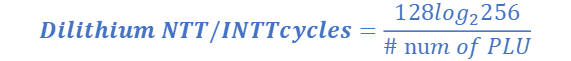 Dilithium NTT/INTTcycles = 128log₂256 / # num of PLU